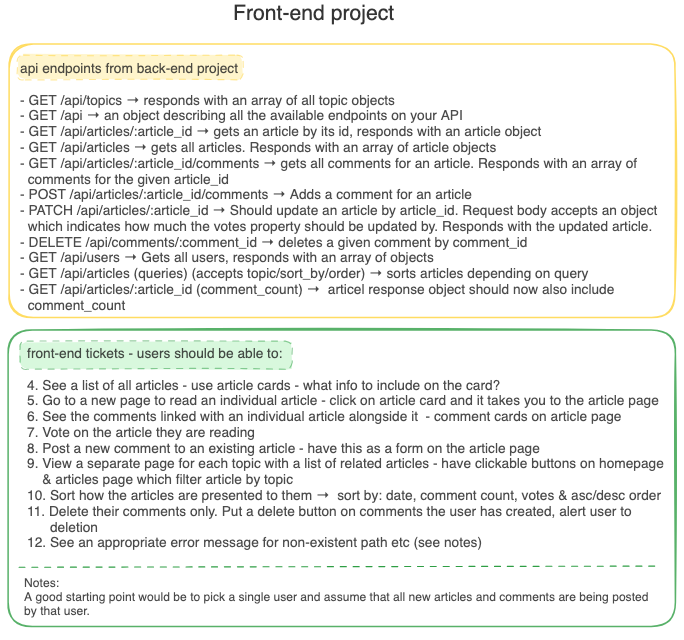 Front-end project
api endpoints from back-end project
- GET /api/topics → responds with an array of all topic objects
- GET /api → an object describing all the available endpoints on your API
- GET /api/articles/:article_id → gets an article by its id, responds with an article object
- GET /api/articles → gets all articles. Responds with an array of article objects
- GET /api/articles/:article_id/comments → gets all comments for an article. Responds with an array of
comments for the given article_id
- POST /api/articles/:article_id/comments → Adds a comment for an article
- PATCH /api/articles/:article_id → Should update an article by article_id. Request body accepts an object
which indicates how much the votes property should be updated by. Responds with the updated article.
- DELETE /api/comments/:comment_id → deletes a given comment by comment_id
- GET /api/users → Gets all users, responds with an array of objects
- GET /api/articles (queries) (accepts topic/sort_by/order) → sorts articles depending on query
- GET /api/articles/:article_id (comment_count) → articel response object should now also include
comment_count
front-end tickets - users should be able to:
4. See a list of all articles - use article cards - what info to include on the card?
5. Go to a new page to read an individual article - click on article card and it takes you to the article page
6. See the comments linked with an individual article alongside it - comment cards on article page
7. Vote on the article they are reading
8. Post a new comment to an existing article - have this as a form on the article page
9. View a separate page for each topic with a list of related articles - have clickable buttons on homepage
& articles page which filter article by topic
10. Sort how the articles are presented to them → sort by: date, comment count, votes & asc/desc order
11. Delete their comments only. Put a delete button on comments the user has created, alert user to
deletion
12. See an appropriate error message for non-existent path etc (see notes)
Notes:
A good starting point would be to pick a single user and assume that all new articles and comments are being posted
by that user.